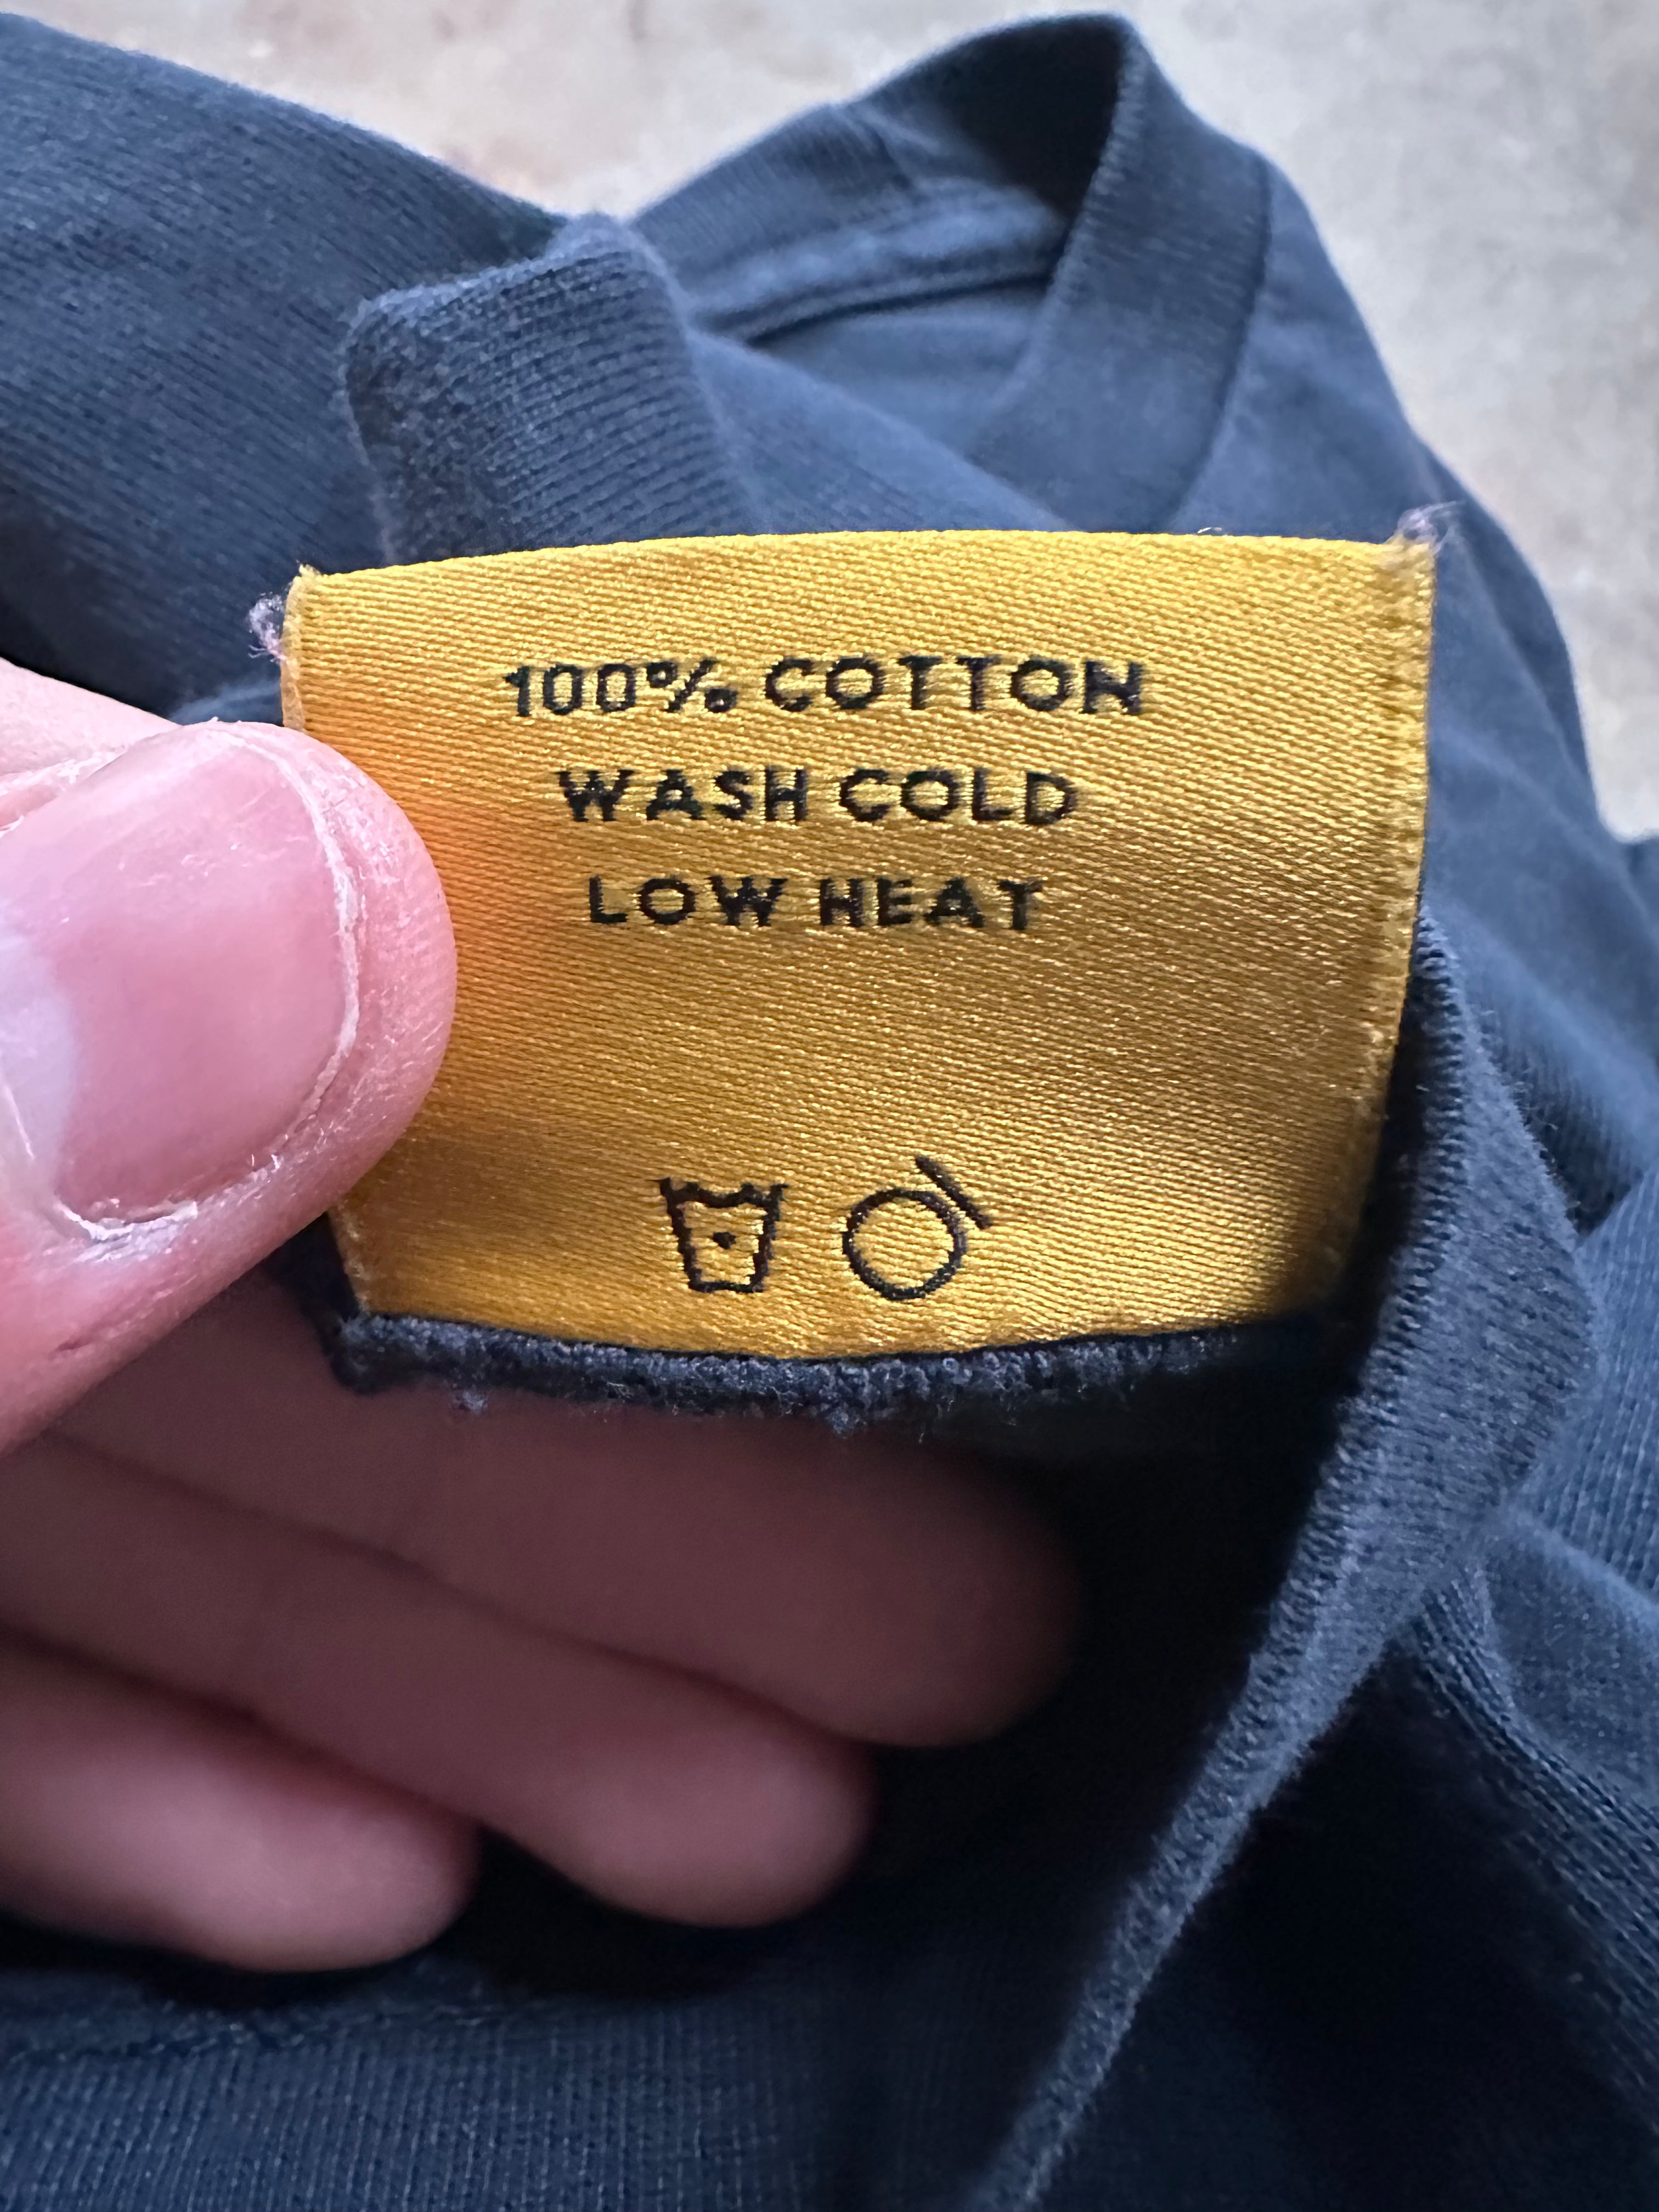 100% COTTON
WASH COLD
LOW HEAT